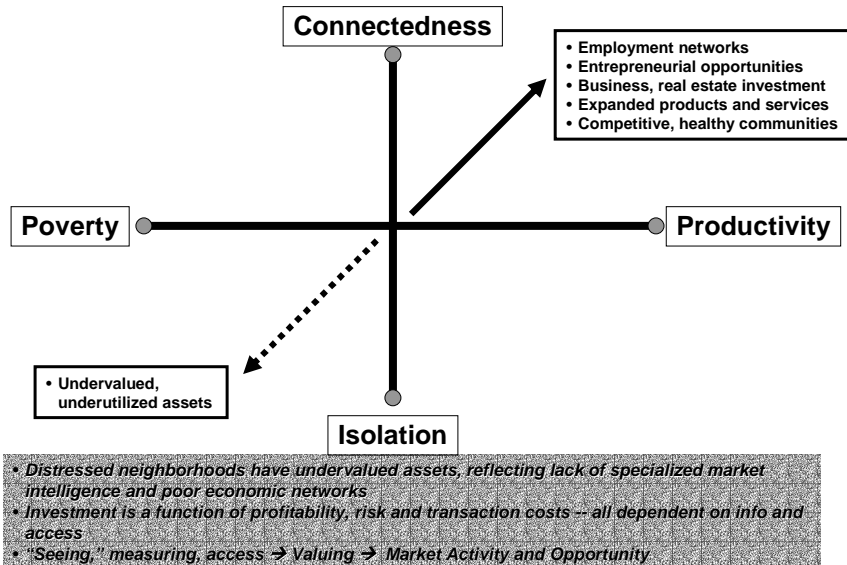 Connectedness
• Employment networks
• Entrepreneurial opportunities
• Business, real estate investment
• Expanded products and services
• Competitive, healthy communities
Poverty
Productivity
• Undervalued,
underutilized assets
Isolation
• Distressed neighborhoods have undervalued assets, reflecting lack of specialized market
intelligence and poor economic networks
• Investment is a function of profitability, risk and transaction costs -- all dependent on info and
access
• “Seeing,” measuring, access → Valuing → Market Activity and Opportunity